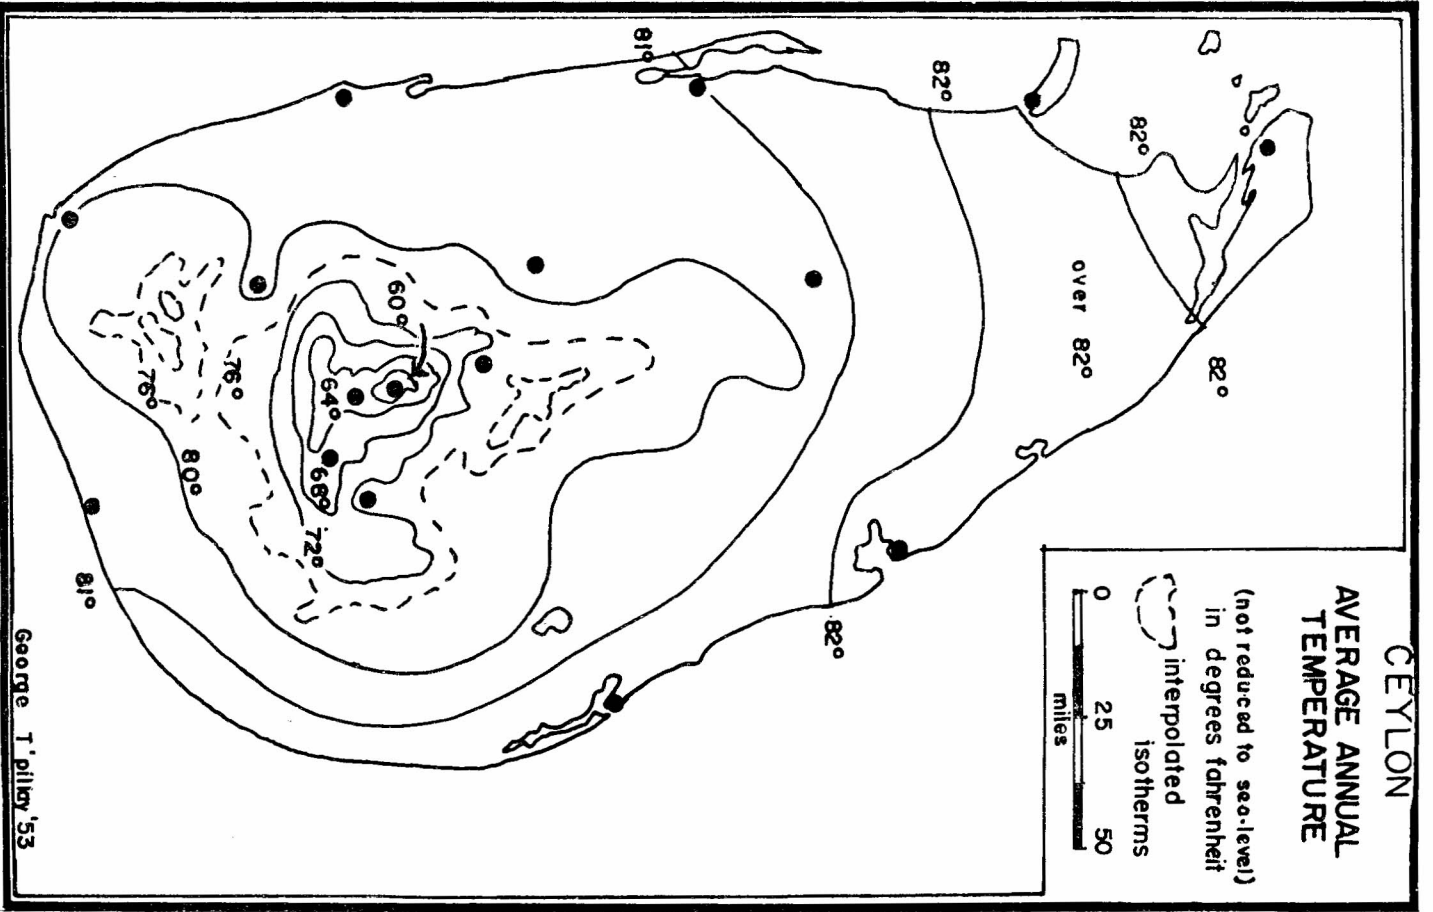 CEYLON
AVERAGE ANNUAL
TEMPERATURE
(not reduced to sea-level)
in degrees fahrenheit
interpolated
isotherms
0 25 50
miles
82°
82°
over 82°
82°
82°
81°
60°
64°
68°
72°
76°
76°
80°
81°
George T'pillay '53